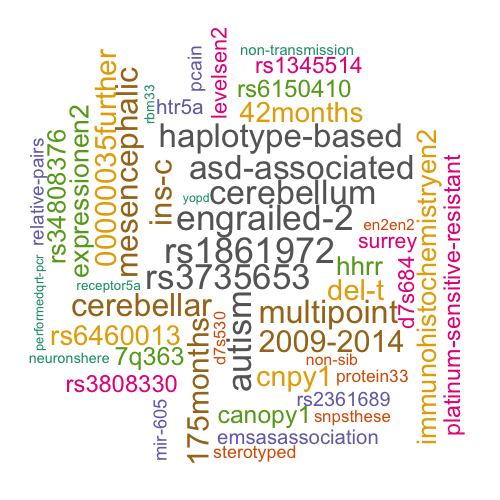 non-transmission
rs1345514
pcain
levelsen2
rs6150410
rbm33
htr5a
42months
00000035further
mesencephalic
haplotype-based
expressionen2
rs34808376
relative-pairs
ins-c
asd-associated
cerebellum
yopd
engrailed-2
en2en2
immunohistochemistryen2
platinum-sensitive-resistant
surrey
rs1861972
rs3735653
hhrr
d7s684
performedqrt-pcr
receptor5a
del-t
cerebellar
multipoint
autism
175months
d7s530
rs6460013
2009-2014
neuronshere
7q363
non-sib
rs3808330
cnpy1
protein33
rs2361689
mir-605
canopy1
snpsthese
emsasassociation
sterotyped